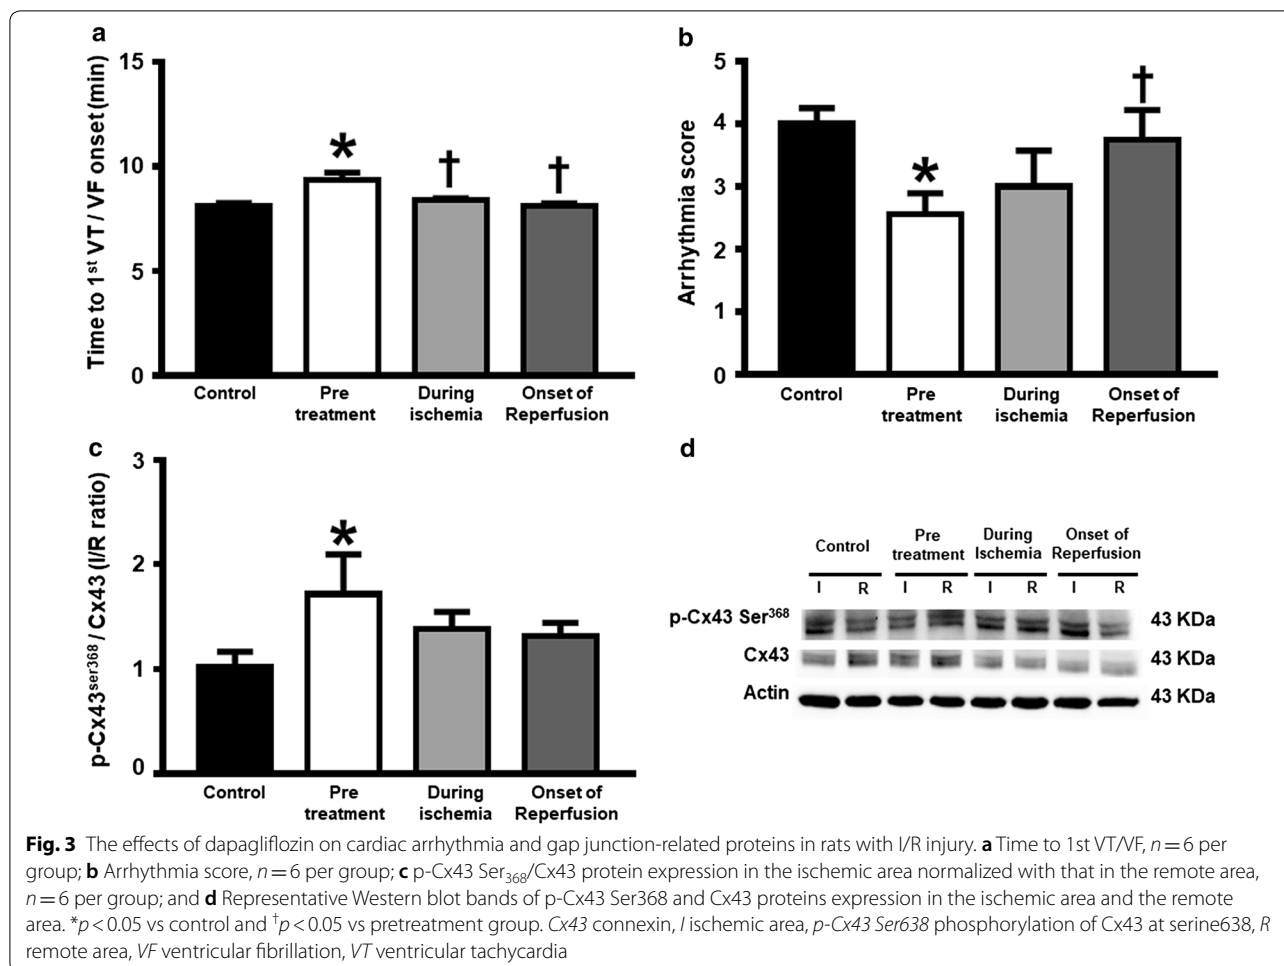 a
Time to 1st VT / VF onset (min)
15
10
5
0
*
†
†
Control
Pre treatment
During ischemia
Onset of Reperfusion
b
Arrhythmia score
5
4
3
2
1
0
*
†
Control
Pre treatment
During ischemia
Onset of Reperfusion
c
p-Cx43ser368 / Cx43 (I/R ratio)
3
2
1
0
*
Control
Pre treatment
During ischemia
Onset of Reperfusion
d
Control
Pre treatment
During Ischemia
Onset of Reperfusion
I R I R I R I R
p-Cx43 Ser368 43 KDa
Cx43 43 KDa
Actin 43 KDa
Fig. 3 The effects of dapagliflozin on cardiac arrhythmia and gap junction-related proteins in rats with I/R injury. a Time to 1st VT/VF, n = 6 per
group; b Arrhythmia score, n = 6 per group; c p-Cx43 Ser368/Cx43 protein expression in the ischemic area normalized with that in the remote area,
n = 6 per group; and d Representative Western blot bands of p-Cx43 Ser368 and Cx43 proteins expression in the ischemic area and the remote
area. *p < 0.05 vs control and †p < 0.05 vs pretreatment group. Cx43 connexin, I ischemic area, p-Cx43 Ser638 phosphorylation of Cx43 at serine638, R
remote area, VF ventricular fibrillation, VT ventricular tachycardia